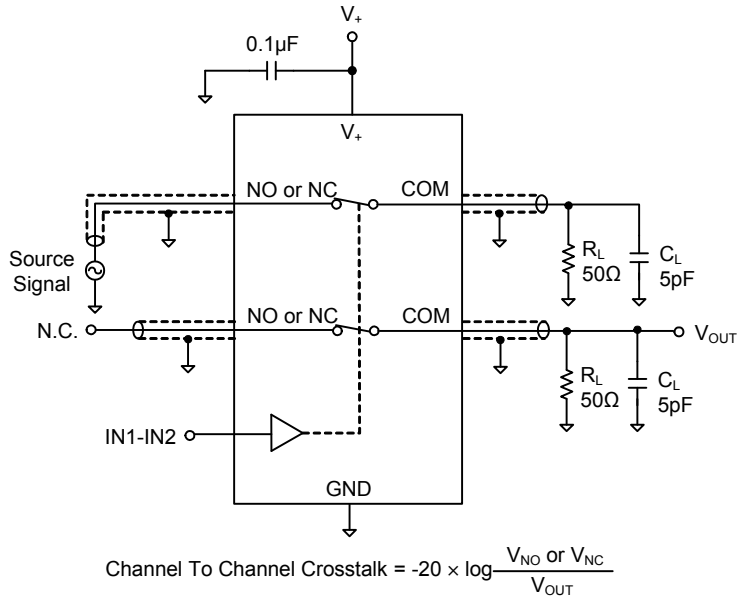 V+
0.1µF
V+
NO or NC
COM
Source
Signal
RL
50Ω
CL
5pF
N.C.
NO or NC
COM
VOUT
RL
50Ω
CL
5pF
IN1-IN2
GND
Channel To Channel Crosstalk = -20 × log VNO or VNC
VOUT